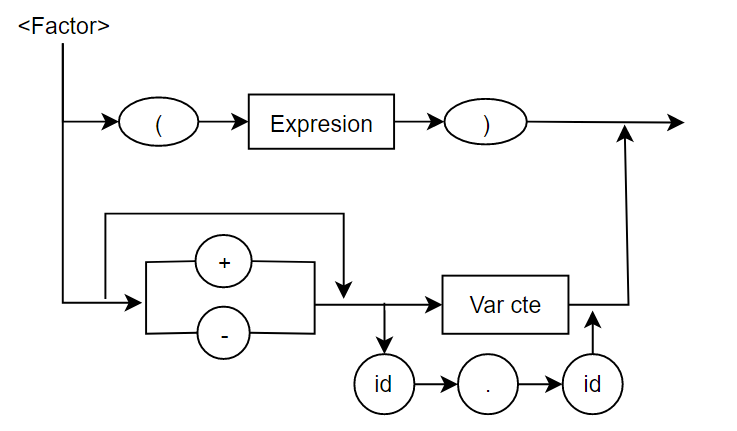 <Factor>
( Expresion )
+
-
Var cte
id . id